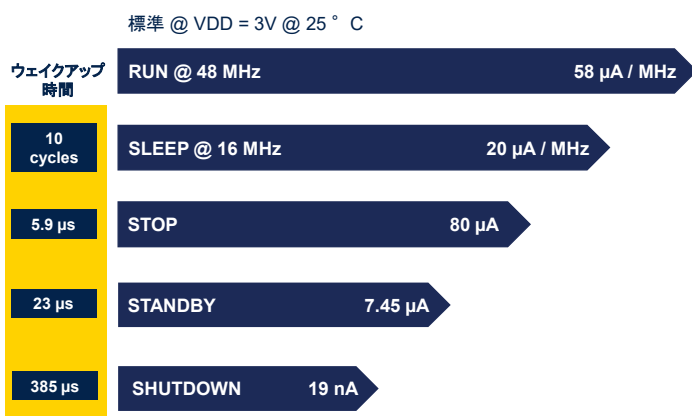 標準 @ VDD = 3V @ 25 ° C
ウェイクアップ
時間
RUN @ 48 MHz 58 µA / MHz
10
cycles
SLEEP @ 16 MHz 20 µA / MHz
5.9 µs
STOP 80 µA
23 µs
STANDBY 7.45 µA
385 µs
SHUTDOWN 19 nA